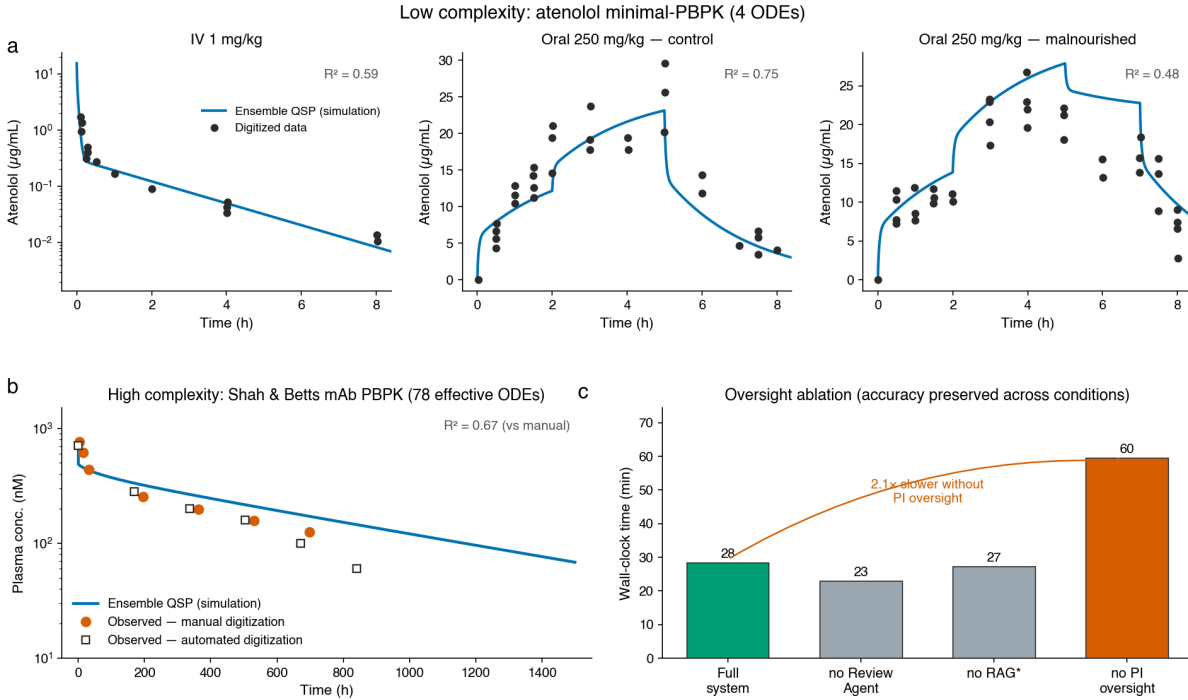 Low complexity: atenolol minimal-PBPK (4 ODEs)
a
IV 1 mg/kg
R² = 0.59
Ensemble QSP (simulation)
Digitized data
Atenolol (µg/mL)
10¹
10⁰
10⁻¹
10⁻²
0 2 4 6 8
Time (h)
Oral 250 mg/kg — control
R² = 0.75
Atenolol (µg/mL)
30
25
20
15
10
5
0
0 2 4 6 8
Time (h)
Oral 250 mg/kg — malnourished
R² = 0.48
Atenolol (µg/mL)
25
20
15
10
5
0
0 2 4 6 8
Time (h)
b
High complexity: Shah & Betts mAb PBPK (78 effective ODEs)
R² = 0.67 (vs manual)
Plasma conc. (nM)
10³
10²
10¹
Ensemble QSP (simulation)
Observed — manual digitization
Observed — automated digitization
0 200 400 600 800 1000 1200 1400
Time (h)
c
Oversight ablation (accuracy preserved across conditions)
Wall-clock time (min)
70
60
50
40
30
20
10
0
2.1× slower without
PI oversight
28
23
27
60
Full
system
no Review
Agent
no RAG*
no PI
oversight